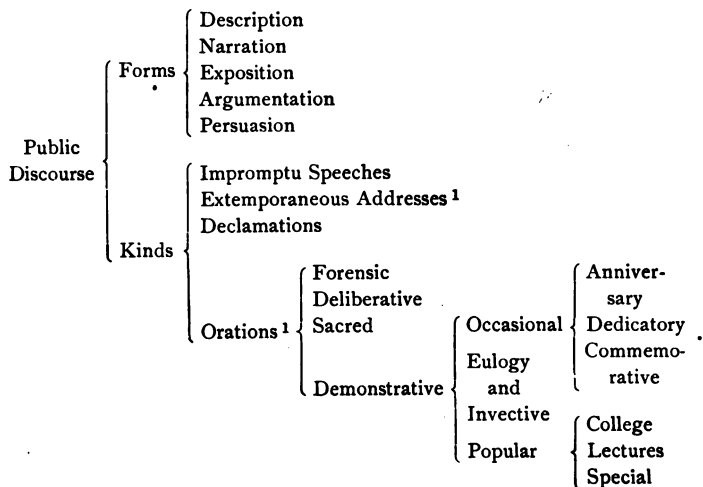 Public
Discourse
Forms
Description
Narration
Exposition
Argumentation
Persuasion
Kinds
Impromptu Speeches
Extemporaneous Addresses 1
Declamations
Orations 1
Forensic
Deliberative
Sacred
Demonstrative
Occasional
Eulogy
and
Invective
Popular
Anniver-
sary
Dedicatory
Commemo-
rative
College
Lectures
Special